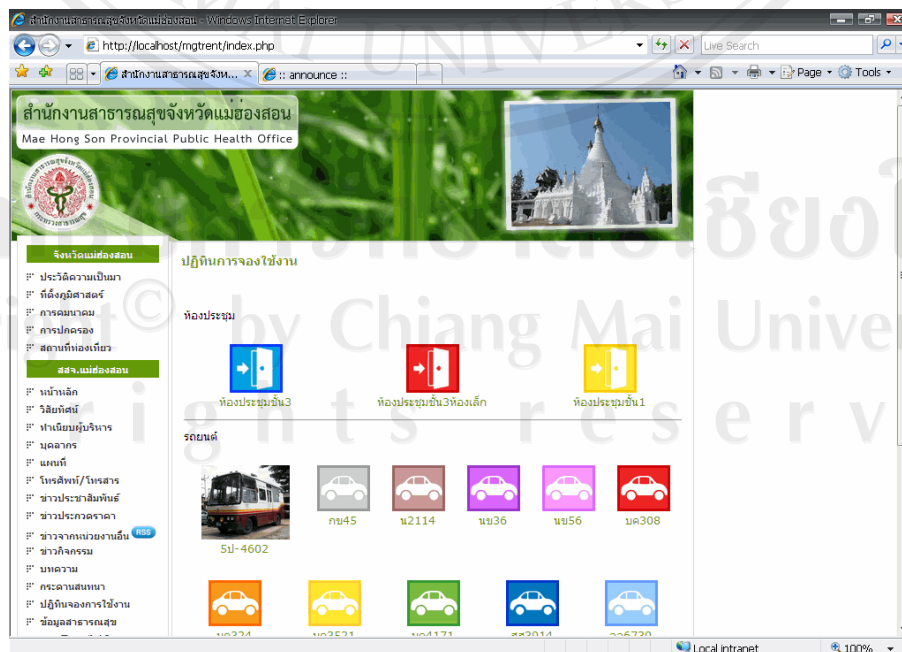 สำนักงานสาธารณสุขจังหวัดแม่ฮ่องสอน - Windows Internet Explorer
http://localhost/mgtrent/index.php
Live Search
สำนักงานสาธารณสุขจังห...
:: announce ::
Page
Tools
สำนักงานสาธารณสุขจังหวัดแม่ฮ่องสอน
Mae Hong Son Provincial Public Health Office
จังหวัดแม่ฮ่องสอน
ประวัติความเป็นมา
ที่ตั้งภูมิศาสตร์
การคมนาคม
การปกครอง
สถานที่ท่องเที่ยว
สสจ.แม่ฮ่องสอน
หน้าหลัก
วิสัยทัศน์
ทำเนียบผู้บริหาร
บุคลากร
แผนที่
โทรศัพท์/โทรสาร
ข่าวประชาสัมพันธ์
ข่าวประกวดราคา
ข่าวจากหน่วยงานอื่น RSS
ข่าวกิจกรรม
บทความ
กระดานสนทนา
ปฏิทินจองการใช้งาน
ข้อมูลสาธารณสุข
ปฏิทินการจองใช้งาน
ห้องประชุม
ห้องประชุมชั้น3
ห้องประชุมชั้น3ห้องเล็ก
ห้องประชุมชั้น1
รถยนต์
5ป-4602
กข45
น2114
นข36
นข56
บค308
Local intranet
100%
by Chiang Mai Univer